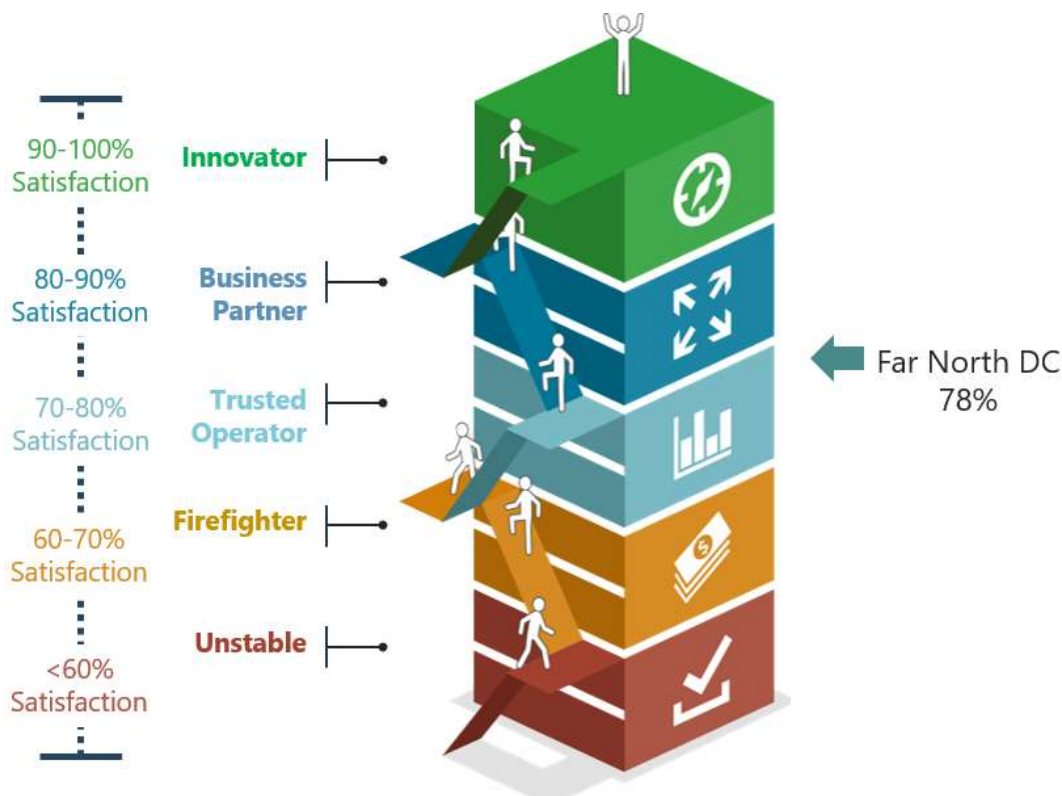 90-100%
Satisfaction
Innovator
80-90%
Satisfaction
Business
Partner
Far North DC
78%
70-80%
Satisfaction
Trusted
Operator
60-70%
Satisfaction
Firefighter
<60%
Satisfaction
Unstable